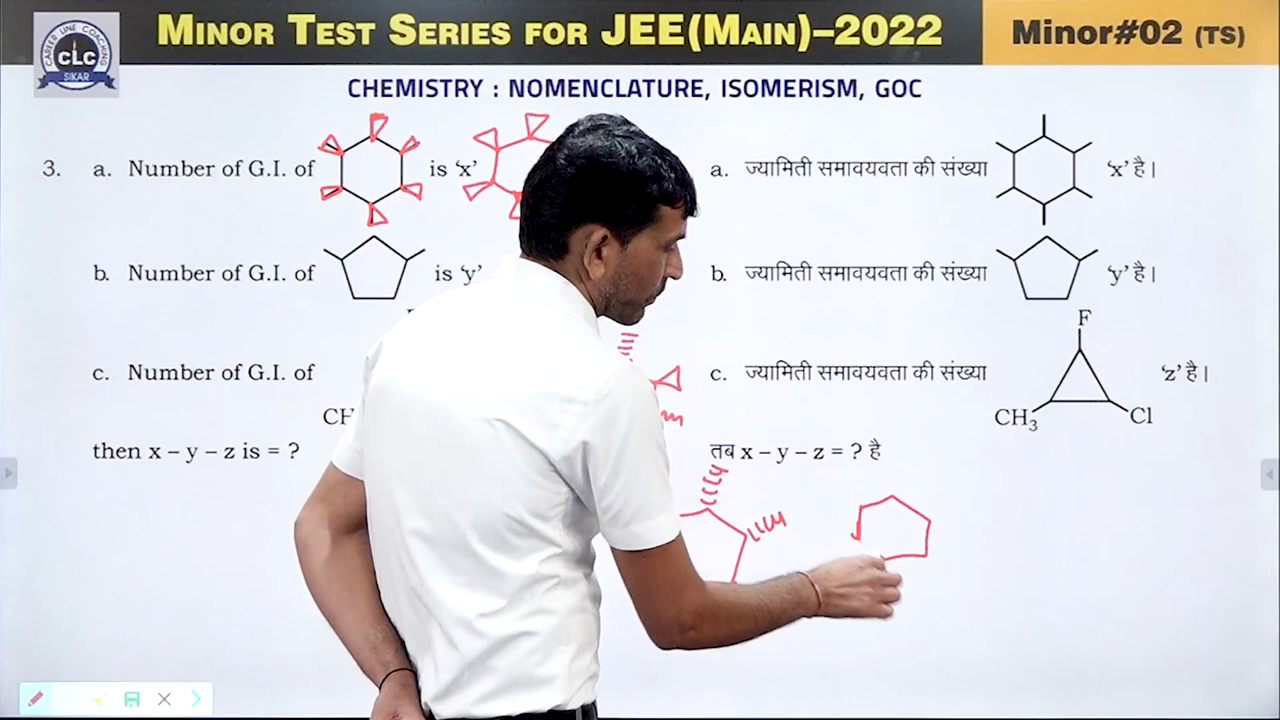 MINOR TEST SERIES FOR JEE(MAIN)–2022
Minor#02 (TS)
CAREER LINE COACHING
CLC
SIKAR
CHEMISTRY : NOMENCLATURE, ISOMERISM, GOC
3. a. Number of G.I. of is ‘x’
b. Number of G.I. of is ‘y’
c. Number of G.I. of
CH
then x – y – z is = ?
a. ज्यामिती समावयवता की संख्या ‘x’ है।
b. ज्यामिती समावयवता की संख्या ‘y’ है।
F
c. ज्यामिती समावयवता की संख्या ‘z’ है।
CH3 Cl
तब x – y – z = ? है